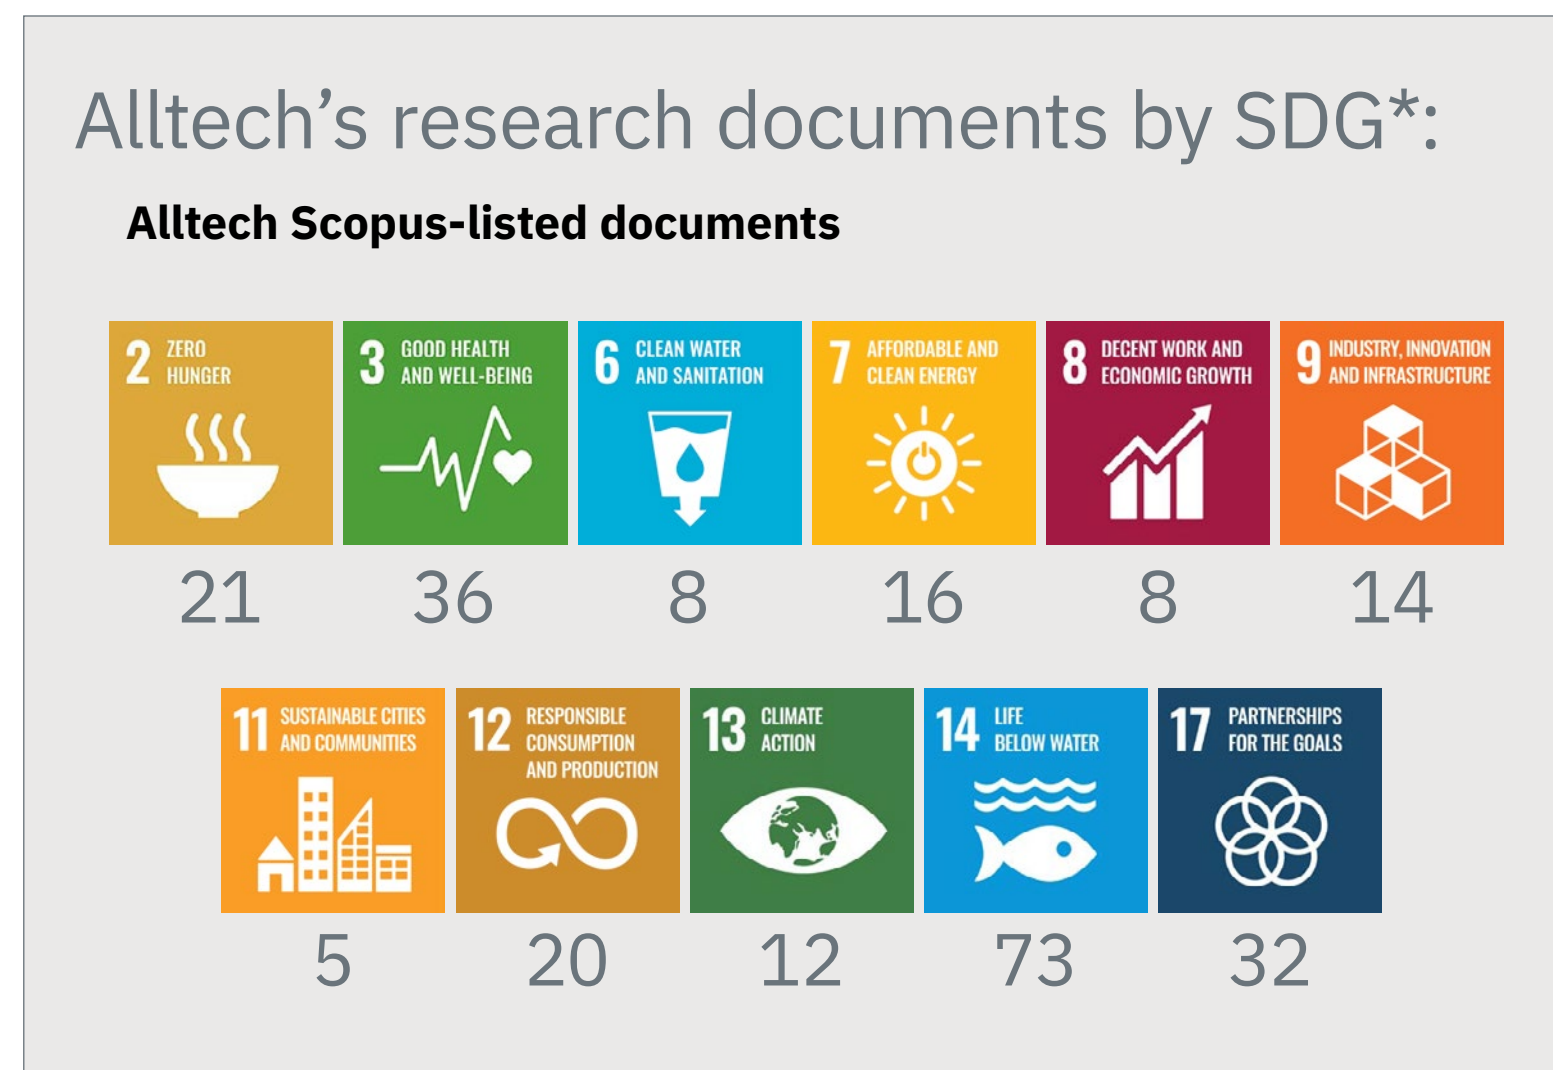 Alltech’s research documents by SDG*:
Alltech Scopus-listed documents
2 ZERO
HUNGER
3 GOOD HEALTH
AND WELL-BEING
6 CLEAN WATER
AND SANITATION
7 AFFORDABLE AND
CLEAN ENERGY
8 DECENT WORK AND
ECONOMIC GROWTH
9 INDUSTRY, INNOVATION
AND INFRASTRUCTURE
21
36
8
16
8
14
11 SUSTAINABLE CITIES
AND COMMUNITIES
12 RESPONSIBLE
CONSUMPTION
AND PRODUCTION
13 CLIMATE
ACTION
14 LIFE
BELOW WATER
17 PARTNERSHIPS
FOR THE GOALS
5
20
12
73
32